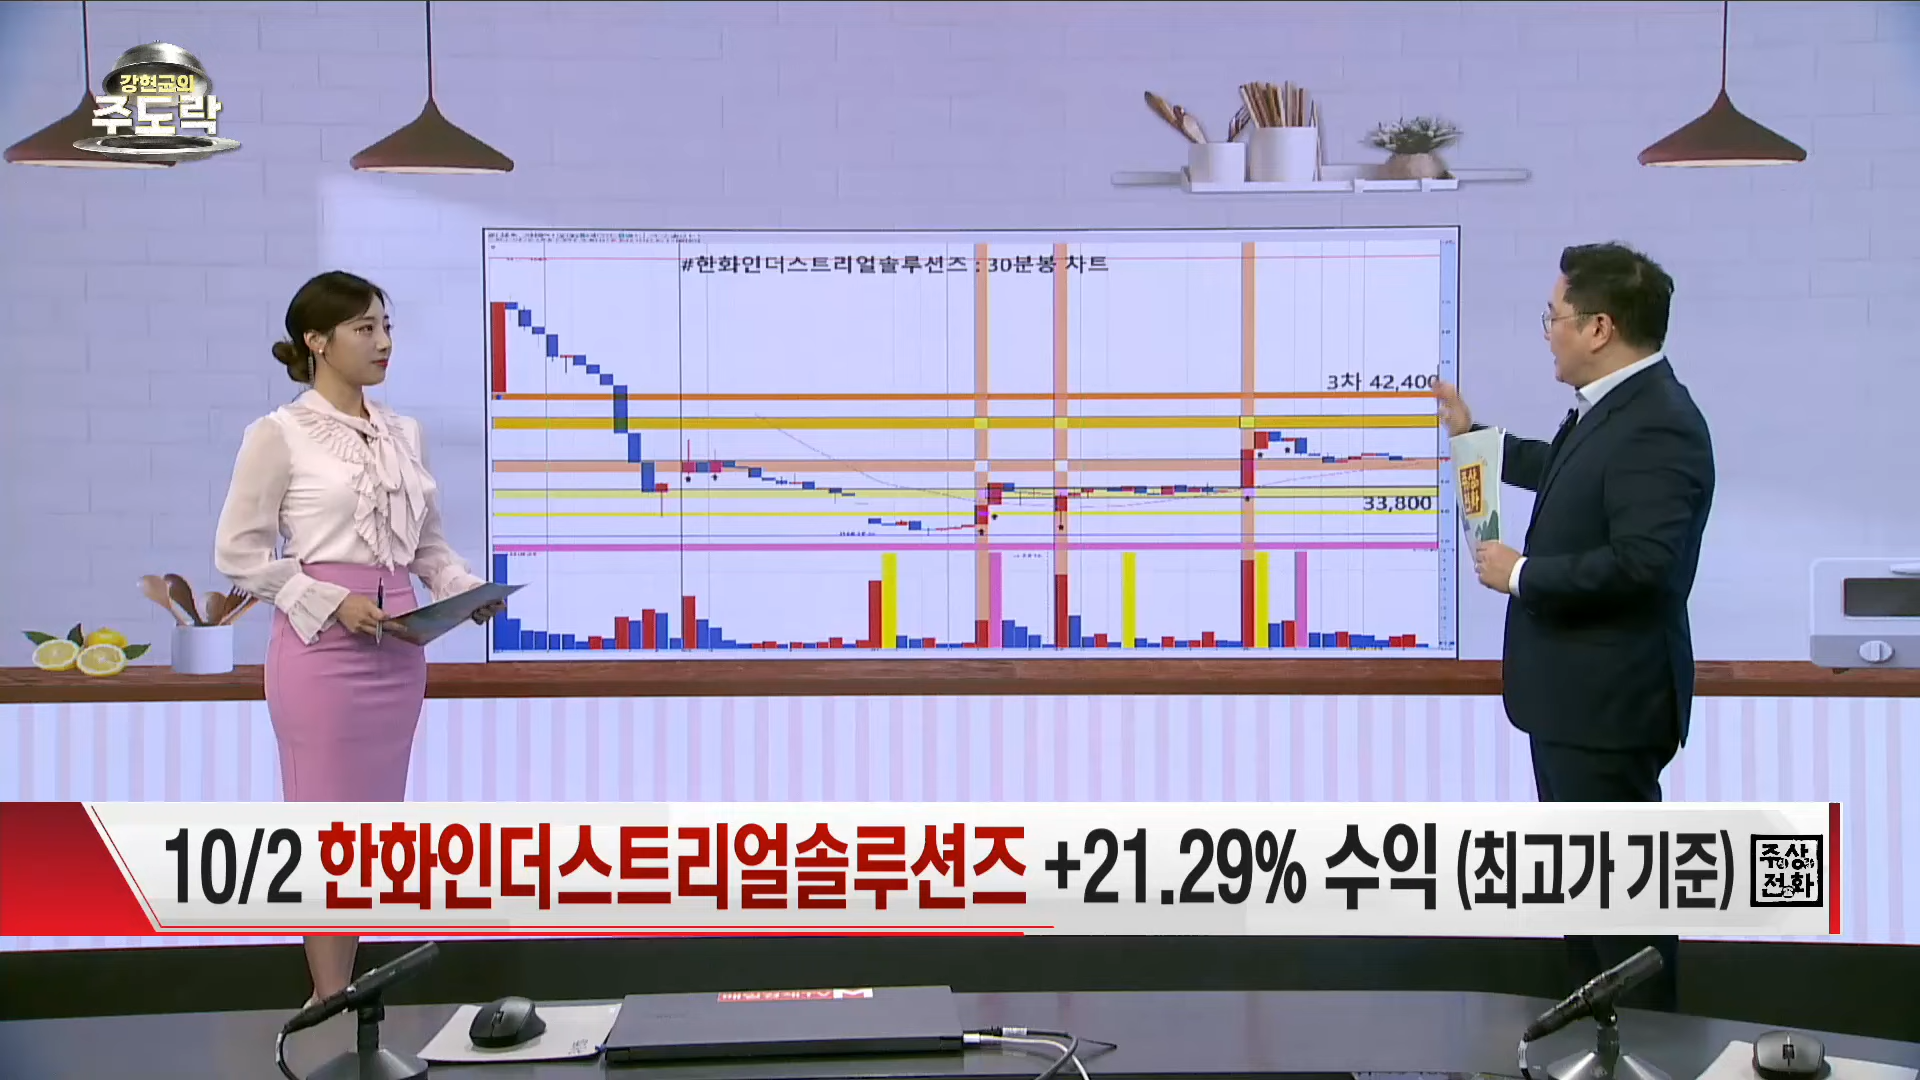 강현균의
주도락
#한화인더스트리얼솔루션즈 : 30분봉 차트
3차 42,400
33,800
10/2 한화인더스트리얼솔루션즈 +21.29% 수익 (최고가 기준)
주상
전화